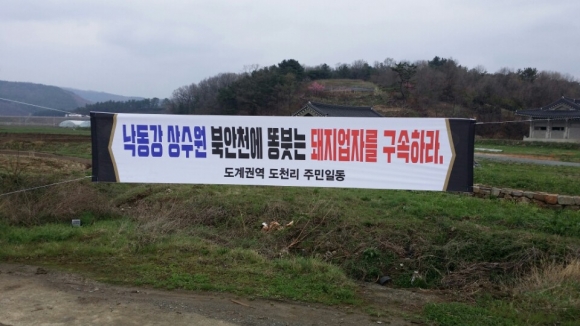 낙동강 상수원 북안천에 똥붓는 돼지업자를 구속하라.
도계권역 도천리 주민일동